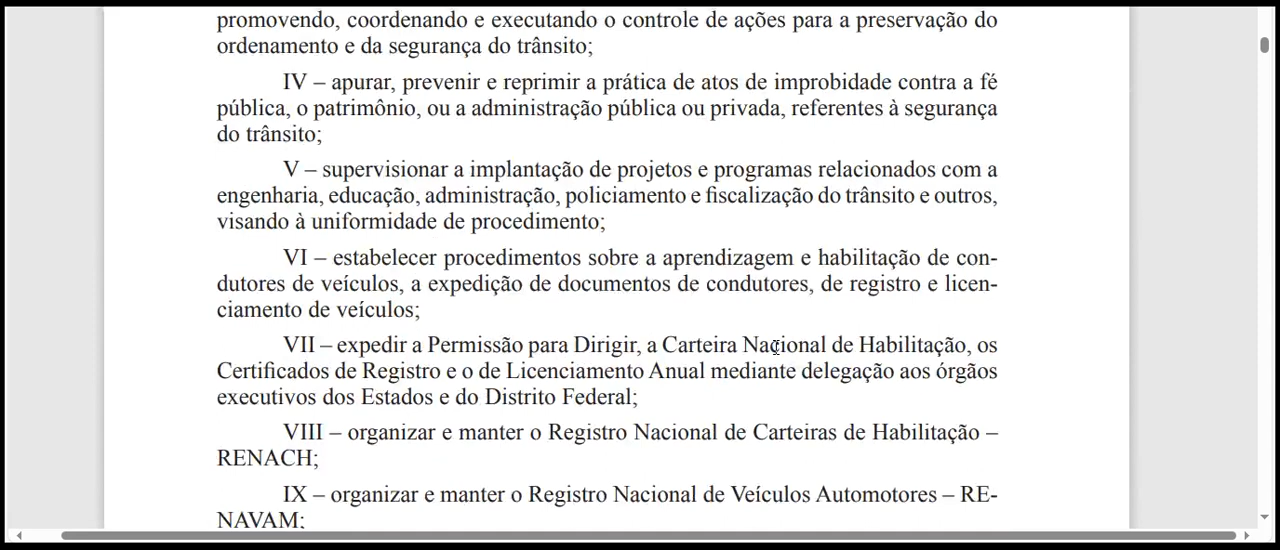 promovendo, coordenando e executando o controle de ações para a preservação do
ordenamento e da segurança do trânsito;
IV – apurar, prevenir e reprimir a prática de atos de improbidade contra a fé
pública, o patrimônio, ou a administração pública ou privada, referentes à segurança
do trânsito;
V – supervisionar a implantação de projetos e programas relacionados com a
engenharia, educação, administração, policiamento e fiscalização do trânsito e outros,
visando à uniformidade de procedimento;
VI – estabelecer procedimentos sobre a aprendizagem e habilitação de con-
dutores de veículos, a expedição de documentos de condutores, de registro e licen-
ciamento de veículos;
VII – expedir a Permissão para Dirigir, a Carteira Nacional de Habilitação, os
Certificados de Registro e o de Licenciamento Anual mediante delegação aos órgãos
executivos dos Estados e do Distrito Federal;
VIII – organizar e manter o Registro Nacional de Carteiras de Habilitação –
RENACH;
IX – organizar e manter o Registro Nacional de Veículos Automotores – RE-
NAVAM;